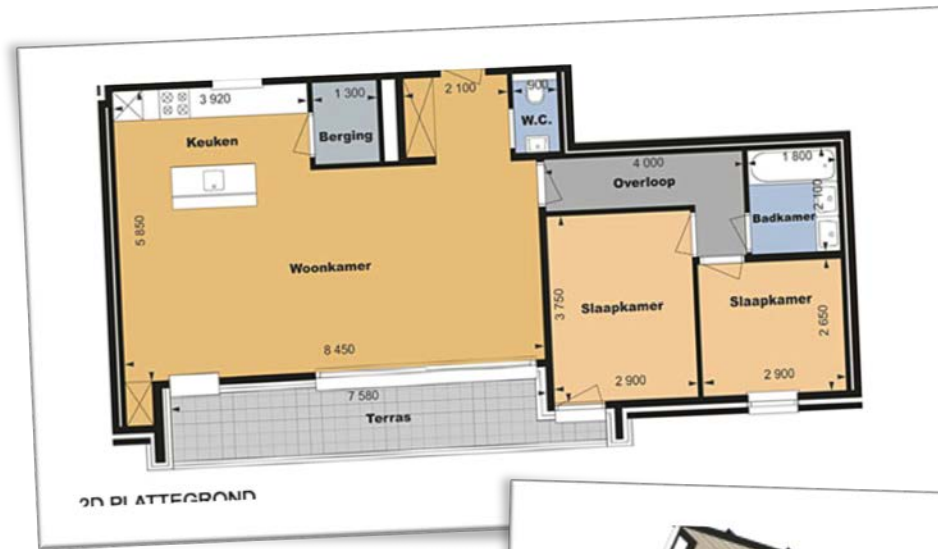 3 920
1 300
2 100
900
Keuken
Berging
W.C.
4 000
1 800
Overloop
2 100
Badkamer
5 850
Woonkamer
3 750
Slaapkamer
Slaapkamer
2 650
8 450
2 900
2 900
7 580
Terras
2D PLATTEGROND